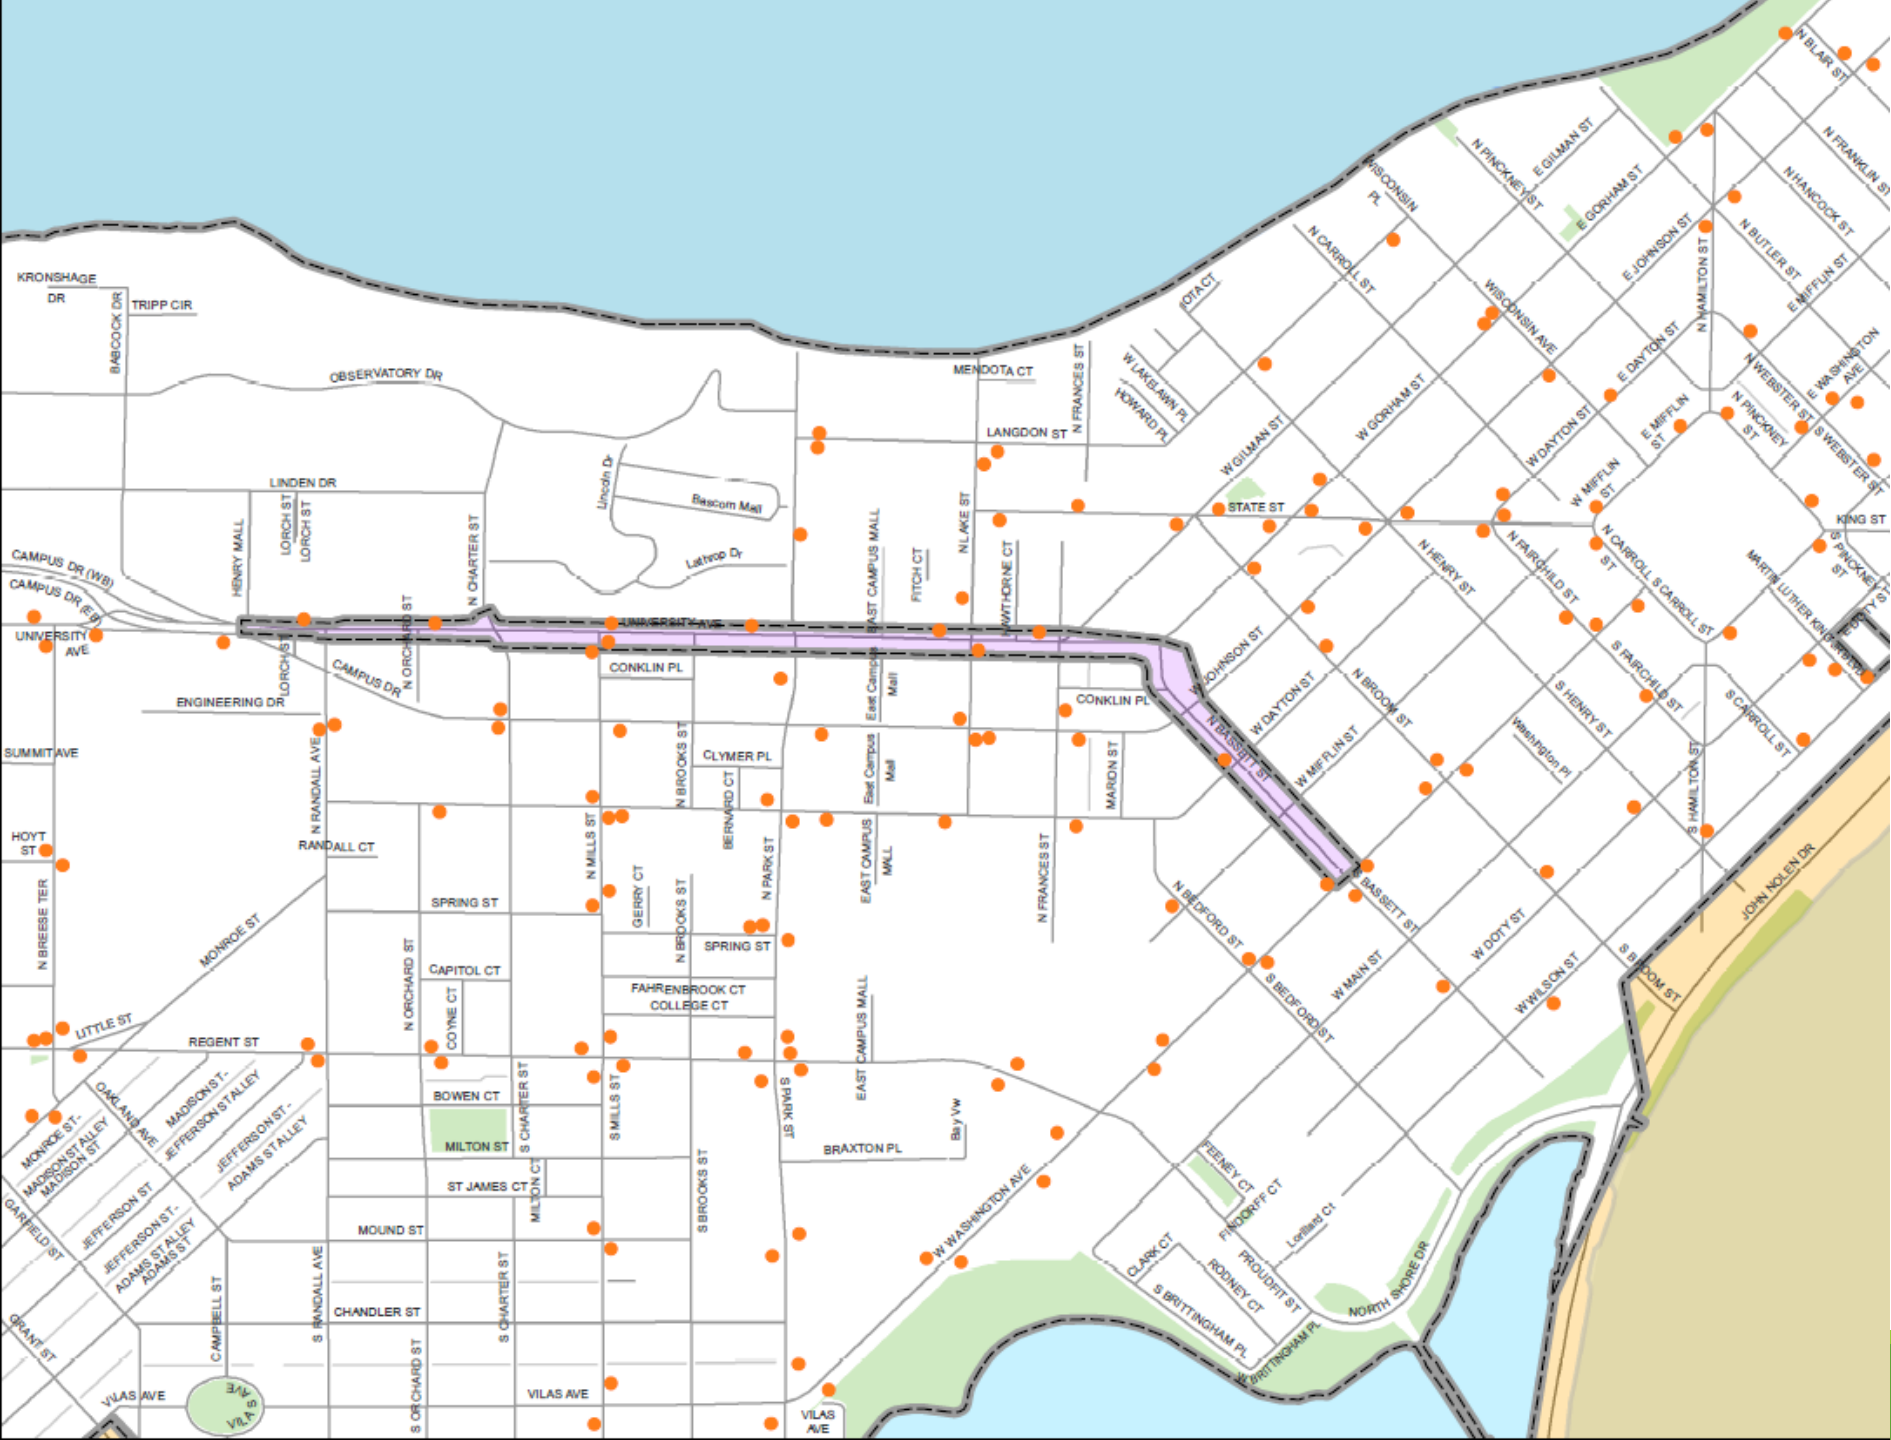 KRONSHAGE
DR
BABCOCK DR
TRIPP CIR
OBSERVATORY DR
LINDEN DR
HENRY MALL
LORCH ST
LORCH ST
N CHARTER ST
Lincoln Dr
Bascom Mall
Lathrop Dr
CAMPUS DR (WB)
CAMPUS DR (EB)
UNIVERSITY
AVE
LORCH ST
CAMPUS DR
N ORCHARD ST
ENGINEERING DR
SUMMIT AVE
UNIVERSITY AVE
CONKLIN PL
EAST CAMPUS MALL
FITCH CT
N LAKE ST
HAWTHORNE CT
MENDOTA CT
LANGDON ST
N FRANCES ST
W LAKELAWN PL
HOWARD PL
IOTA CT
WISCONSIN
PL
N CARROLL ST
N PINCKNEY ST
E GILMAN ST
E GORHAM ST
N BLAIR ST
N FRANKLIN ST
N HANCOCK ST
N BUTLER ST
E JOHNSON ST
E MIFFLIN ST
N HAMILTON ST
WISCONSIN AVE
E DAYTON ST
W GORHAM ST
W GILMAN ST
W DAYTON ST
E MIFFLIN
ST
N PINCKNEY
ST
N WEBSTER ST
E WASHINGTON
AVE
S WEBSTER ST
W MIFFLIN
ST
STATE ST
KING ST
S PINCKNEY
ST
E DOTY ST
MARTIN LUTHER KING JR BLVD
N HENRY ST
N FAIRCHILD ST
N CARROLL
ST
S CARROLL ST
S FAIRCHILD ST
S CARROLL ST
S HENRY ST
Washington Pl
S HAMILTON ST
W JOHNSON ST
W DAYTON ST
N BROOM ST
N BASSETT ST
W MIFFLIN ST
CONKLIN PL
East Campus
Mall
East Campus
Mall
EAST CAMPUS
MALL
CLYMER PL
BERNARD CT
N BROOKS ST
MARION ST
N FRANCES ST
N PARK ST
N RANDALL AVE
RANDALL CT
N MILLS ST
HOYT
ST
N BREESE TER
MONROE ST
SPRING ST
GERRY CT
N BROOKS ST
SPRING ST
N BEDFORD ST
S BASSETT ST
JOHN NOLEN DR
W DOTY ST
W MAIN ST
W WILSON ST
S BROOM ST
S BEDFORD ST
N ORCHARD ST
CAPITOL CT
COYNE CT
FAHRENBROOK CT
COLLEGE CT
EAST CAMPUS MALL
LITTLE ST
REGENT ST
OAKLAND AVE
MADISON ST-
JEFFERSON ST ALLEY
JEFFERSON ST-
ADAMS ST ALLEY
MONROE ST-
MADISON ST ALLEY
MADISON ST
GARFIELD ST
JEFFERSON ST
JEFFERSON ST-
ADAMS ST ALLEY
ADAMS ST
BOWEN CT
MILTON ST
S CHARTER ST
S MILLS ST
S PARK ST
BRAXTON PL
Bay Vw
ST JAMES CT
MILTON CT
MOUND ST
S BROOKS ST
W WASHINGTON AVE
FEENEY CT
FINDORFF CT
Lorillard Ct
CLARK CT
RODNEY CT
PROUDFIT ST
S BRITTINGHAM PL
W BRITTINGHAM PL
NORTH SHORE DR
GRANT ST
CAMPBELL ST
S RANDALL AVE
CHANDLER ST
S CHARTER ST
S ORCHARD ST
VILAS AVE
VILAS AVE
VILAS AVE
VILAS
AVE